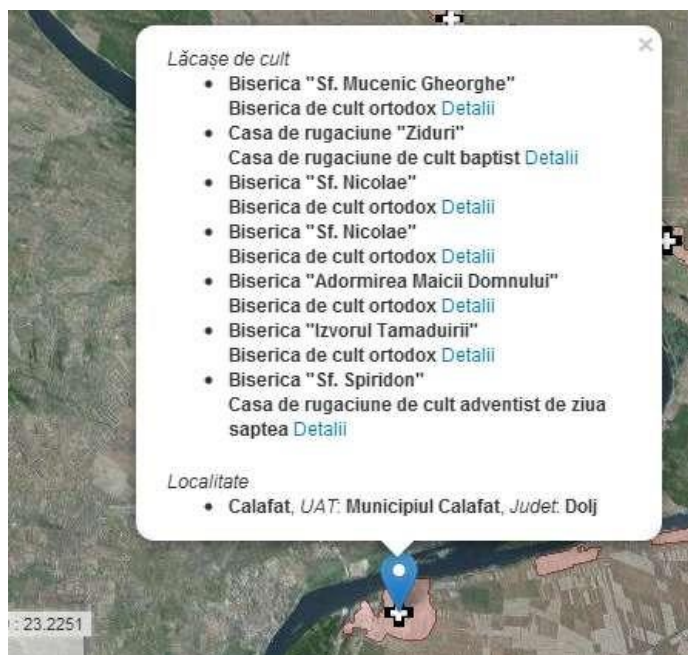 ×
Lăcașe de cult
• Biserica "Sf. Mucenic Gheorghe"
Biserica de cult ortodox Detalii
• Casa de rugaciune "Ziduri"
Casa de rugaciune de cult baptist Detalii
• Biserica "Sf. Nicolae"
Biserica de cult ortodox Detalii
• Biserica "Sf. Nicolae"
Biserica de cult ortodox Detalii
• Biserica "Adormirea Maicii Domnului"
Biserica de cult ortodox Detalii
• Biserica "Izvorul Tamaduirii"
Biserica de cult ortodox Detalii
• Biserica "Sf. Spiridon"
Casa de rugaciune de cult adventist de ziua
saptea Detalii
Localitate
• Calafat, UAT: Municipiul Calafat, Judet: Dolj
: 23.2251